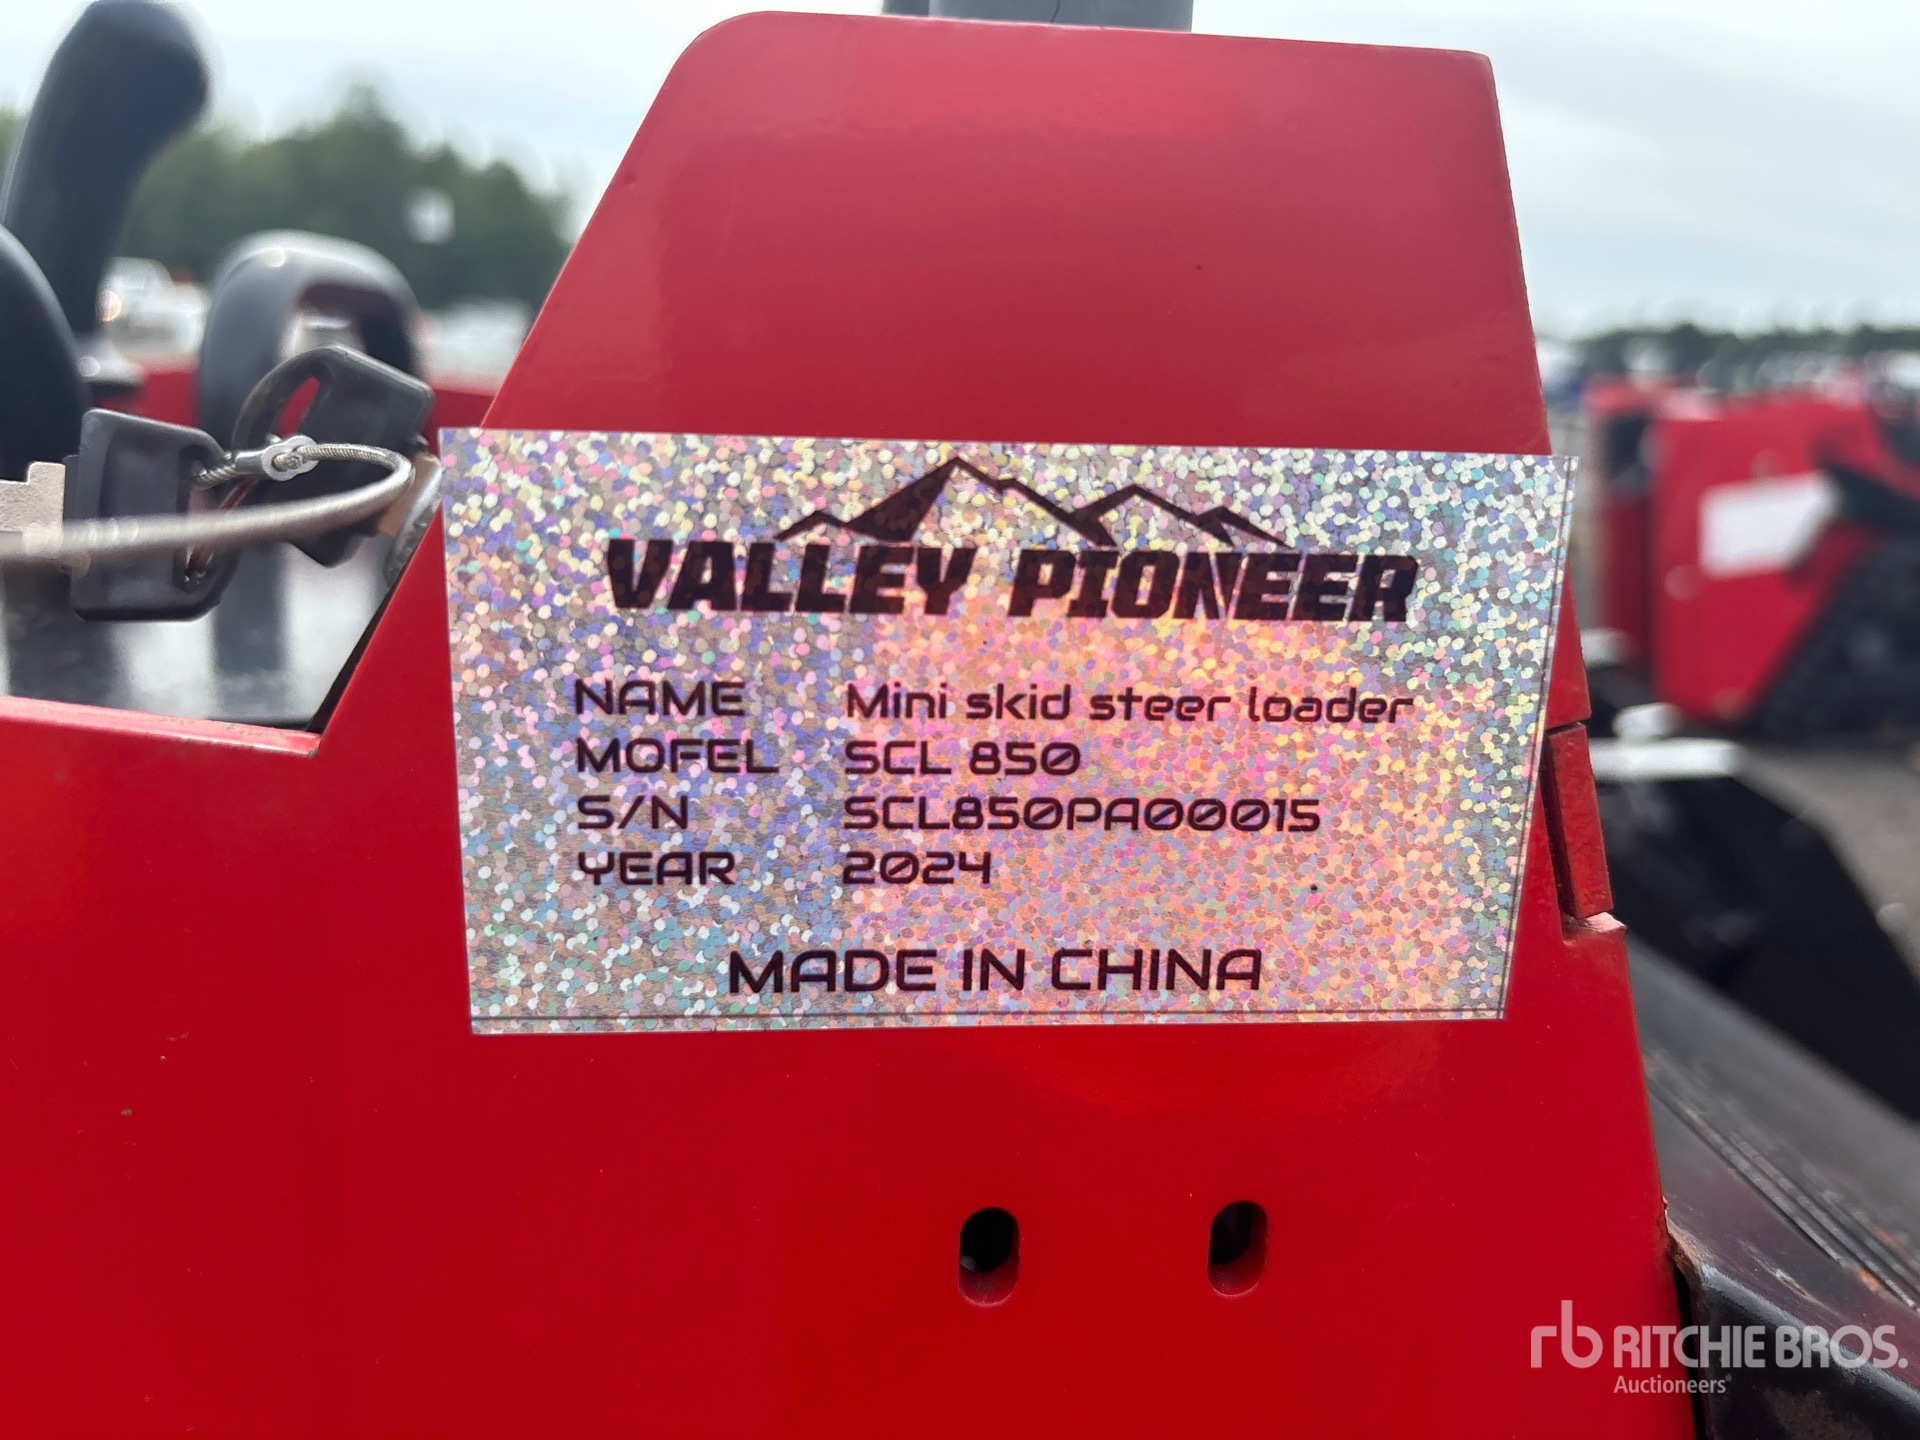 VALLEY PIONEER
NAME Mini skid steer loader
MOFEL SCL 850
S/N SCL850PA00015
YEAR 2024
MADE IN CHINA
rb RITCHIE BROS.
Auctioneers